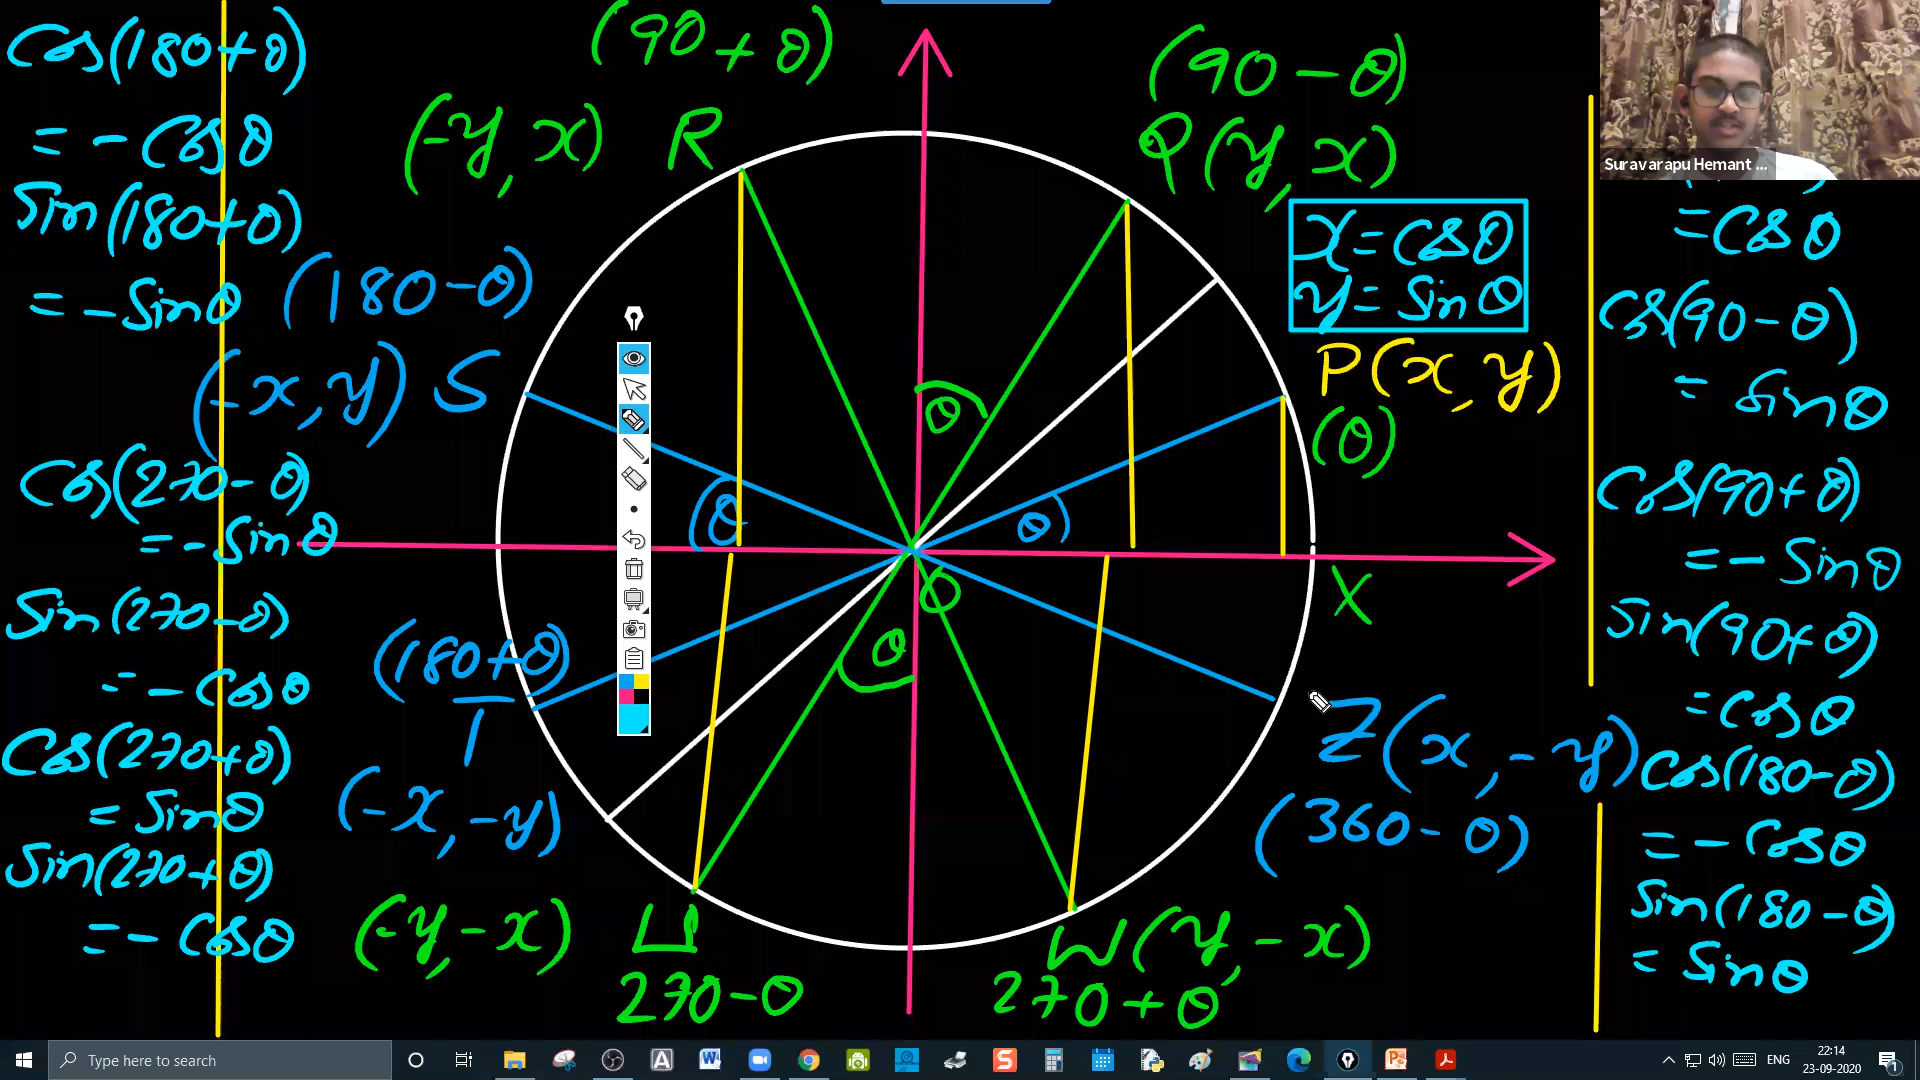 Cos(180+θ)
= - Cosθ
Sin(180+θ)
= - Sinθ
Cos(270-θ)
= - Sinθ
Sin(270-θ)
= - Cosθ
Cos(270+θ)
= Sinθ
Sin(270+θ)
= - Cosθ
(90+θ)
(-y, x) R
(180-θ)
(-x, y) S
(180+θ)
T
(-x, -y)
(-y, -x) U
270-θ
(90-θ)
Q(y, x)
x = Cosθ
y = Sinθ
P(x, y)
(θ)
θ
θ
θ
θ
O
X
Z(x, -y)
(360-θ)
W(y, -x)
270+θ
Suravarapu Hemant ...
= Cosθ
Cos(90-θ)
= Sinθ
Cos(90+θ)
= - Sinθ
Sin(90+θ)
= Cosθ
Cos(180-θ)
= - Cosθ
Sin(180-θ)
= Sinθ
Type here to search
ENG
22:14
23-09-2020